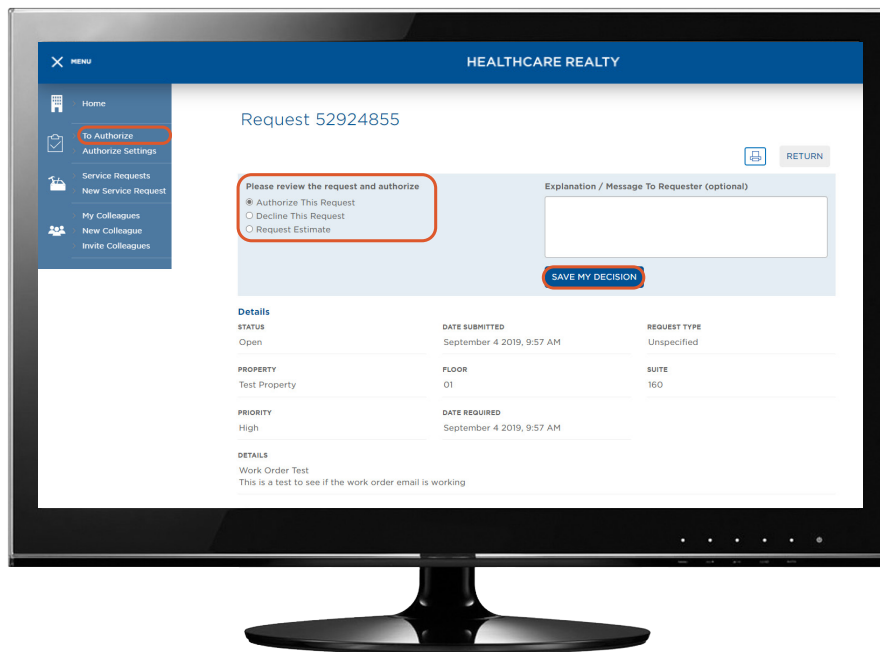 MENU
HEALTHCARE REALTY
Home
To Authorize
Authorize Settings
Service Requests
New Service Request
My Colleagues
New Colleague
Invite Colleagues
Request 52924855
RETURN
Please review the request and authorize
Authorize This Request
Decline This Request
Request Estimate
Explanation / Message To Requester (optional)
SAVE MY DECISION
Details
STATUS
Open
DATE SUBMITTED
September 4 2019, 9:57 AM
REQUEST TYPE
Unspecified
PROPERTY
Test Property
FLOOR
01
SUITE
160
PRIORITY
High
DATE REQUIRED
September 4 2019, 9:57 AM
DETAILS
Work Order Test
This is a test to see if the work order email is working